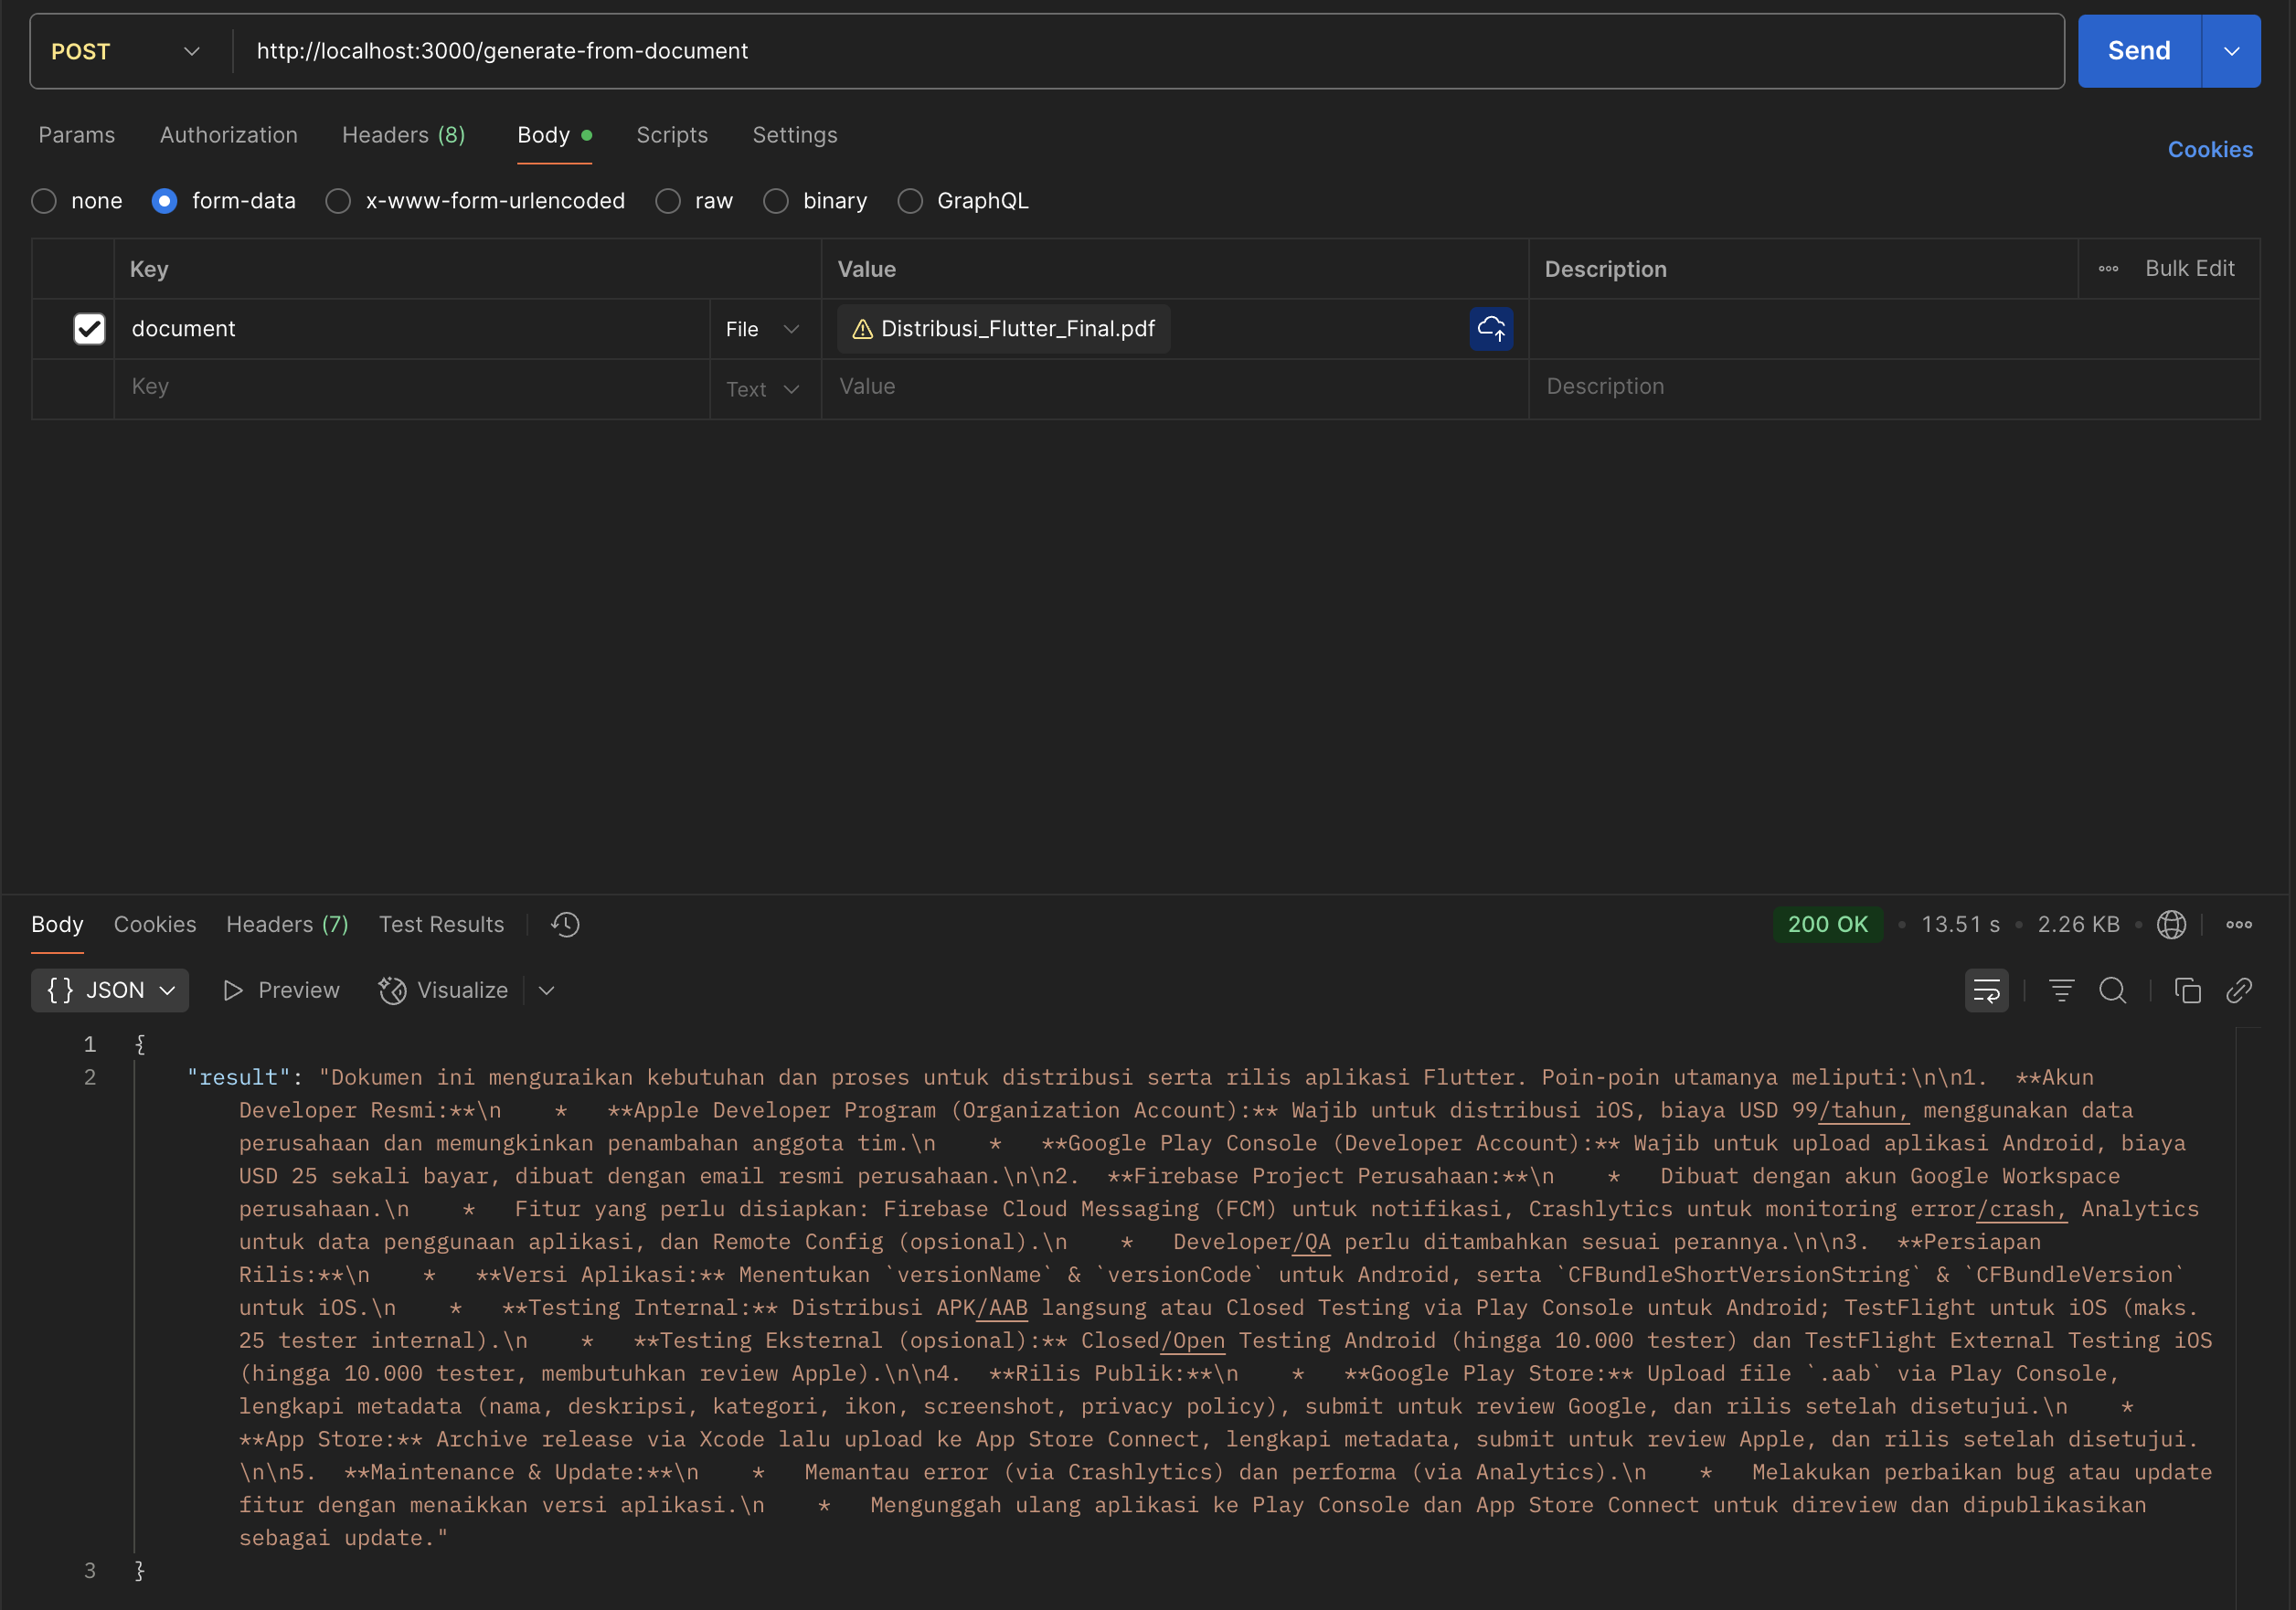 POST http://localhost:3000/generate-from-document Send
Params Authorization Headers (8) Body Scripts Settings Cookies
none form-data x-www-form-urlencoded raw binary GraphQL
Key Value Description Bulk Edit
document File Distribusi_Flutter_Final.pdf
Key Text Value Description
Body Cookies Headers (7) Test Results 200 OK 13.51 s 2.26 KB
{} JSON Preview Visualize
1 {
2 "result": "Dokumen ini menguraikan kebutuhan dan proses untuk distribusi serta rilis aplikasi Flutter. Poin-poin utamanya meliputi:\n\n1.  **Akun
Developer Resmi:**\n    *   **Apple Developer Program (Organization Account):** Wajib untuk distribusi iOS, biaya USD 99/tahun, menggunakan data
perusahaan dan memungkinkan penambahan anggota tim.\n    *   **Google Play Console (Developer Account):** Wajib untuk upload aplikasi Android, biaya
USD 25 sekali bayar, dibuat dengan email resmi perusahaan.\n\n2.  **Firebase Project Perusahaan:**\n    *   Dibuat dengan akun Google Workspace
perusahaan.\n    *   Fitur yang perlu disiapkan: Firebase Cloud Messaging (FCM) untuk notifikasi, Crashlytics untuk monitoring error/crash, Analytics
untuk data penggunaan aplikasi, dan Remote Config (opsional).\n    *   Developer/QA perlu ditambahkan sesuai perannya.\n\n3.  **Persiapan
Rilis:**\n    *   **Versi Aplikasi:** Menentukan `versionName` & `versionCode` untuk Android, serta `CFBundleShortVersionString` & `CFBundleVersion`
untuk iOS.\n    *   **Testing Internal:** Distribusi APK/AAB langsung atau Closed Testing via Play Console untuk Android; TestFlight untuk iOS (maks.
25 tester internal).\n    *   **Testing Eksternal (opsional):** Closed/Open Testing Android (hingga 10.000 tester) dan TestFlight External Testing iOS
(hingga 10.000 tester, membutuhkan review Apple).\n\n4.  **Rilis Publik:**\n    *   **Google Play Store:** Upload file `.aab` via Play Console,
lengkapi metadata (nama, deskripsi, kategori, ikon, screenshot, privacy policy), submit untuk review Google, dan rilis setelah disetujui.\n    *
**App Store:** Archive release via Xcode lalu upload ke App Store Connect, lengkapi metadata, submit untuk review Apple, dan rilis setelah disetujui.
\n\n5.  **Maintenance & Update:**\n    *   Memantau error (via Crashlytics) dan performa (via Analytics).\n    *   Melakukan perbaikan bug atau update
fitur dengan menaikkan versi aplikasi.\n    *   Mengunggah ulang aplikasi ke Play Console dan App Store Connect untuk direview dan dipublikasikan
sebagai update."
3 }